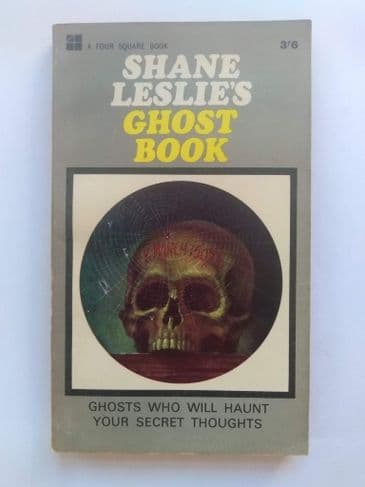 A FOUR SQUARE BOOK
3'6
SHANE
LESLIE'S
GHOST
BOOK
GHOSTS WHO WILL HAUNT
YOUR SECRET THOUGHTS